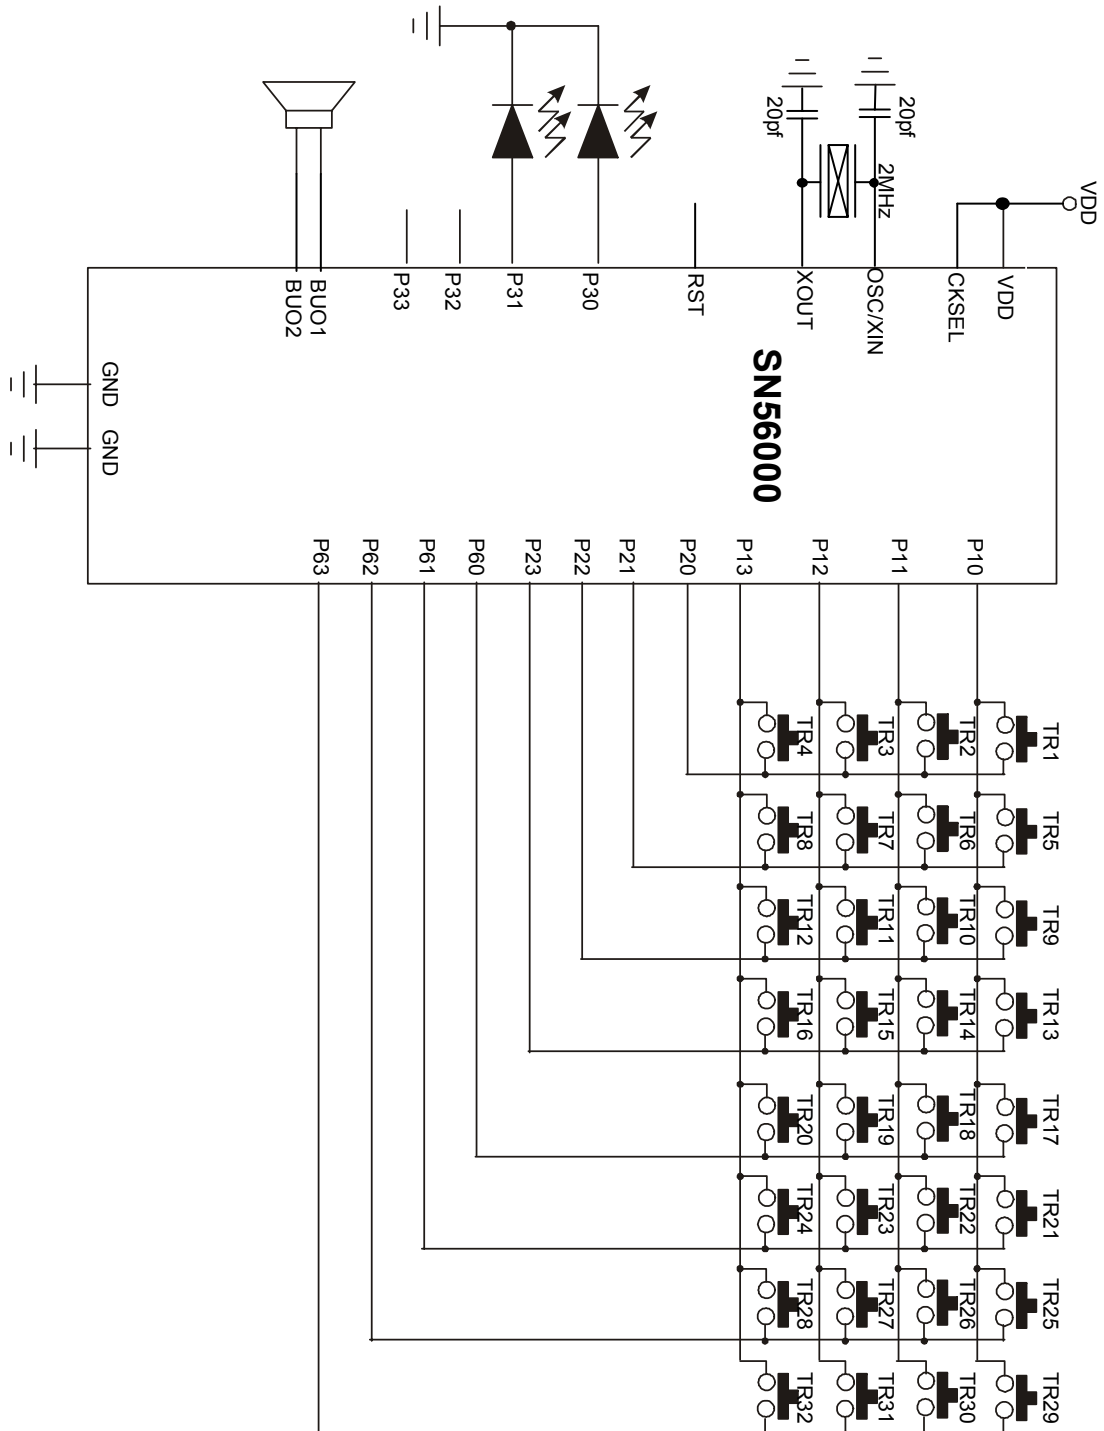 VDD
20pf
20pf
2MHz
VDD
CKSEL
OSC/XIN
XOUT
RST
P30
P31
P32
P33
BUO1
BUO2
SN56000
GND
GND
P10
P11
P12
P13
P20
P21
P22
P23
P60
P61
P62
P63
TR1
TR2
TR3
TR4
TR5
TR6
TR7
TR8
TR9
TR10
TR11
TR12
TR13
TR14
TR15
TR16
TR17
TR18
TR19
TR20
TR21
TR22
TR23
TR24
TR25
TR26
TR27
TR28
TR29
TR30
TR31
TR32